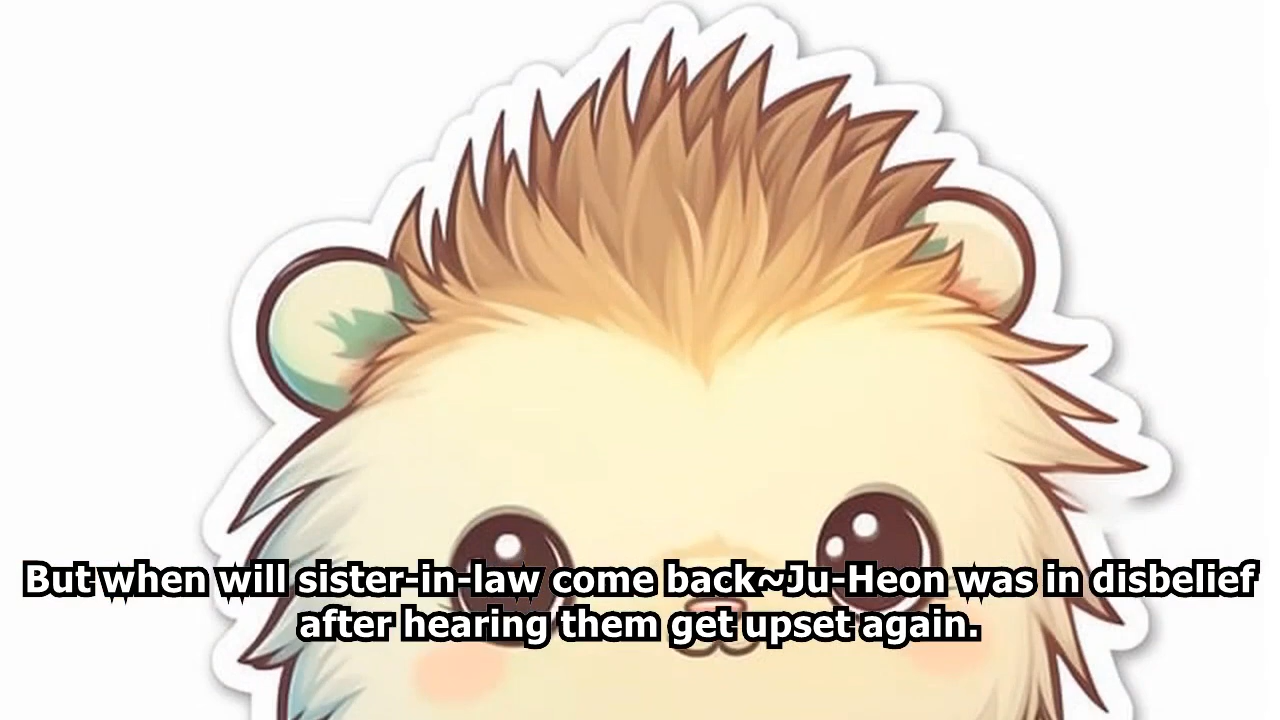 But when will sister-in-law come back~Ju-Heon was in disbelief
after hearing them get upset again.